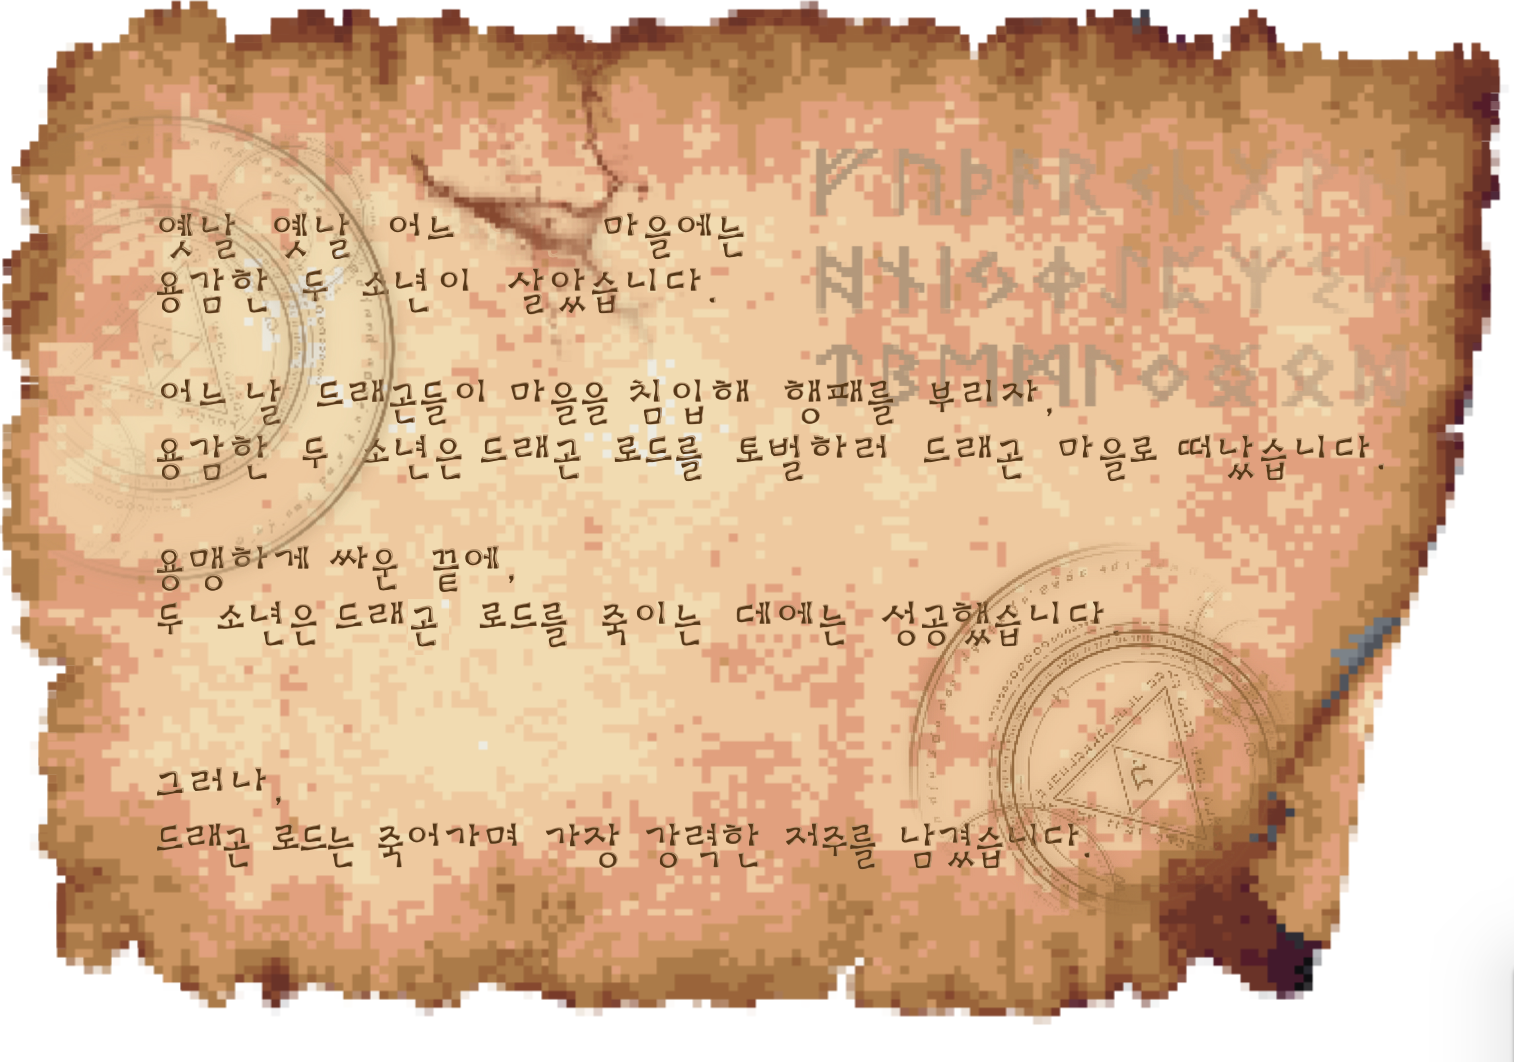 ᚠᚢᚦᚨᚱᚲ
ᚺᚾᛁ
ᛏᛒᛖᛗᛚ
옛날 옛날 어느 마을에는
용감한 두 소년이 살았습니다.
어느 날 드래곤들이 마을을 침입해 행패를 부리자,
용감한 두 소년은 드래곤 로드를 토벌하러 드래곤 마을로 떠났습니다.
용맹하게 싸운 끝에,
두 소년은 드래곤 로드를 죽이는 데에는 성공했습니다
그러나,
드래곤 로드는 죽어가며 가장 강력한 저주를 남겼습니다.